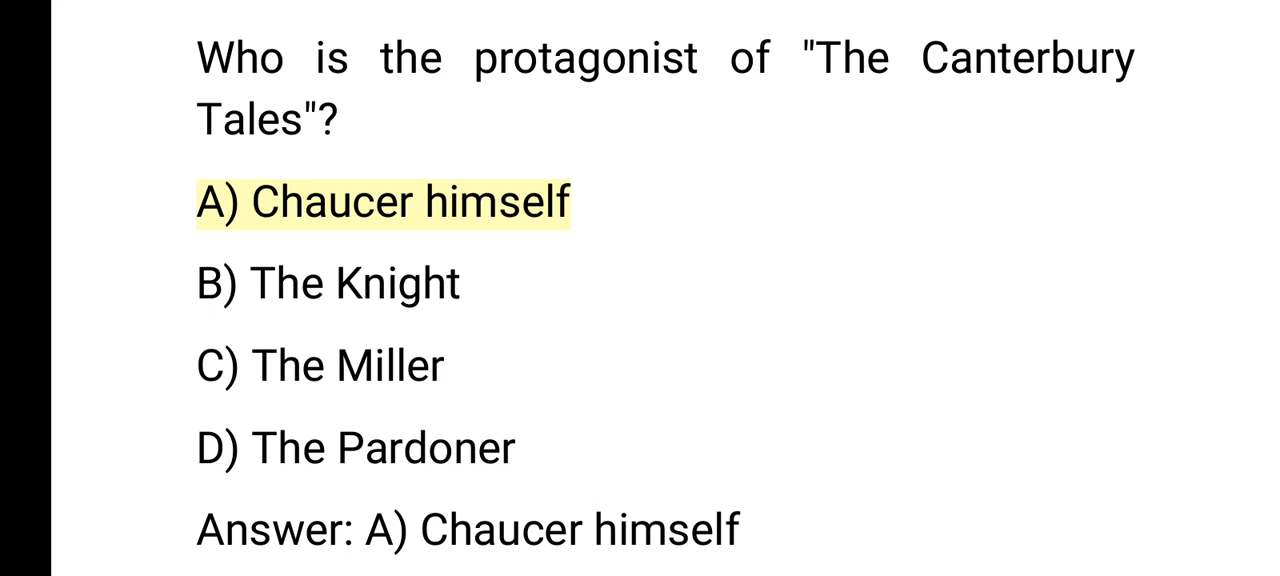 Who is the protagonist of "The Canterbury
Tales"?
A) Chaucer himself
B) The Knight
C) The Miller
D) The Pardoner
Answer: A) Chaucer himself